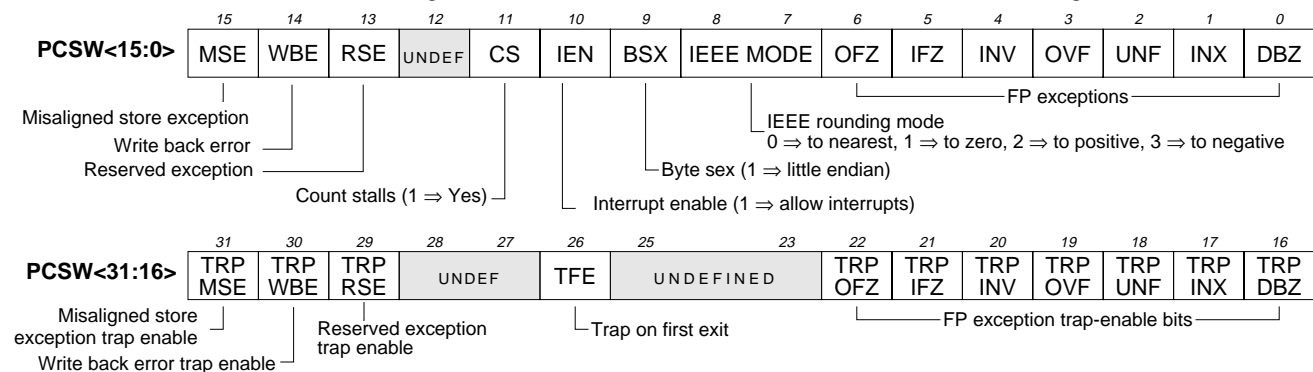 15 14 13 12 11 10 9 8 7 6 5 4 3 2 1 0
PCSW<15:0> MSE WBE RSE UNDEF CS IEN BSX IEEE MODE OFZ IFZ INV OVF UNF INX DBZ
FP exceptions
Misaligned store exception
IEEE rounding mode
Write back error
0 ⇒ to nearest, 1 ⇒ to zero, 2 ⇒ to positive, 3 ⇒ to negative
Reserved exception
Byte sex (1 ⇒ little endian)
Count stalls (1 ⇒ Yes)
Interrupt enable (1 ⇒ allow interrupts)
31 30 29 28 27 26 25 23 22 21 20 19 18 17 16
PCSW<31:16> TRP MSE TRP WBE TRP RSE UNDEF TFE UNDEFINED TRP OFZ TRP IFZ TRP INV TRP OVF TRP UNF TRP INX TRP DBZ
Misaligned store
exception trap enable
Reserved exception
trap enable
Trap on first exit
FP exception trap-enable bits
Write back error trap enable